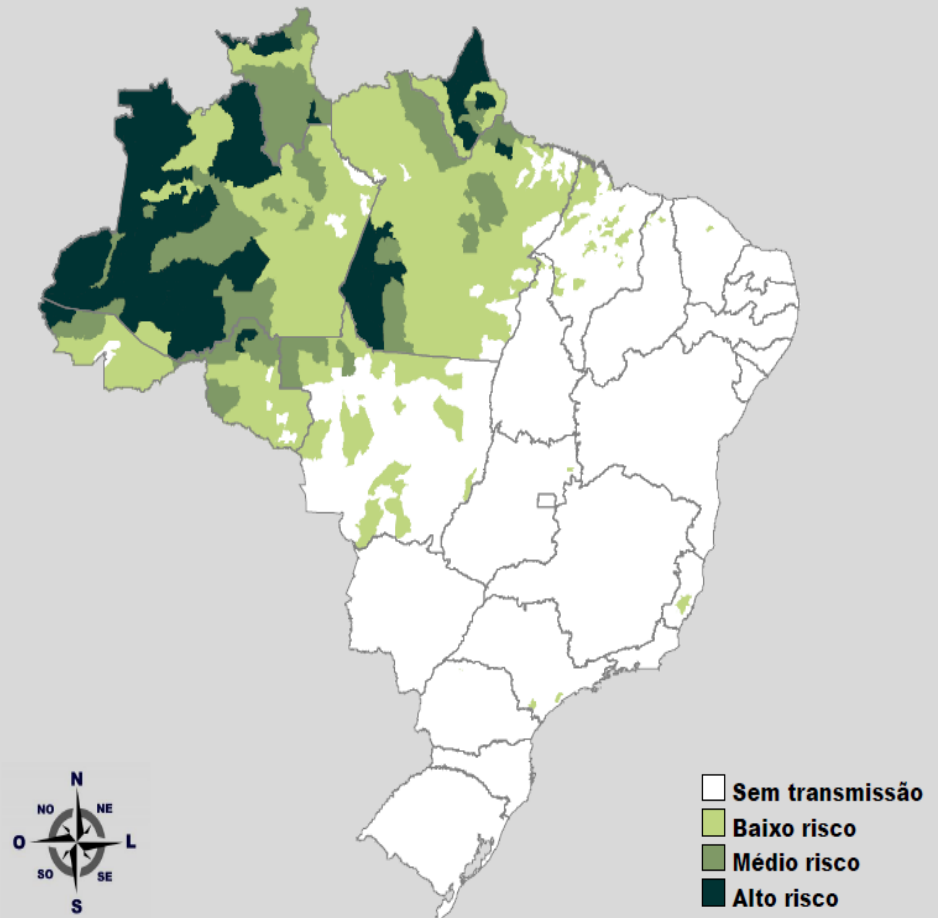 N
NO NE
O L
SO SE
S
Sem transmissão
Baixo risco
Médio risco
Alto risco